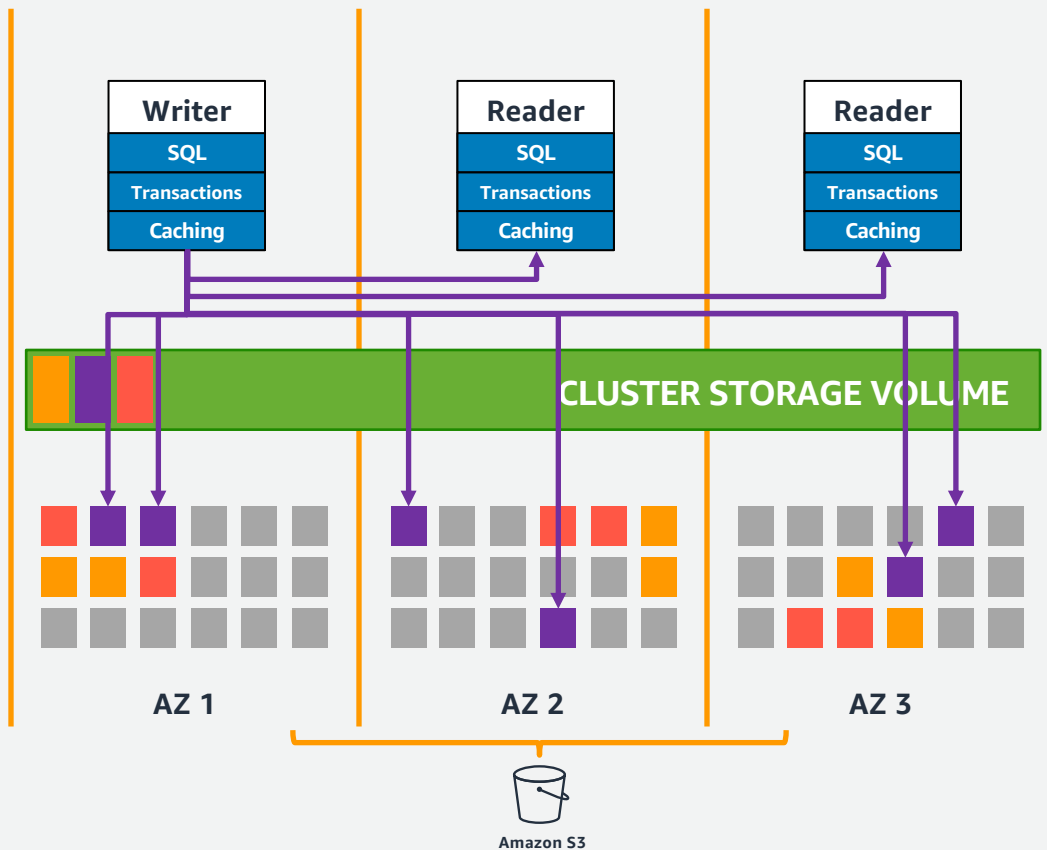 Writer
SQL
Transactions
Caching
Reader
SQL
Transactions
Caching
Reader
SQL
Transactions
Caching
CLUSTER STORAGE VOLUME
AZ 1
AZ 2
AZ 3
Amazon S3